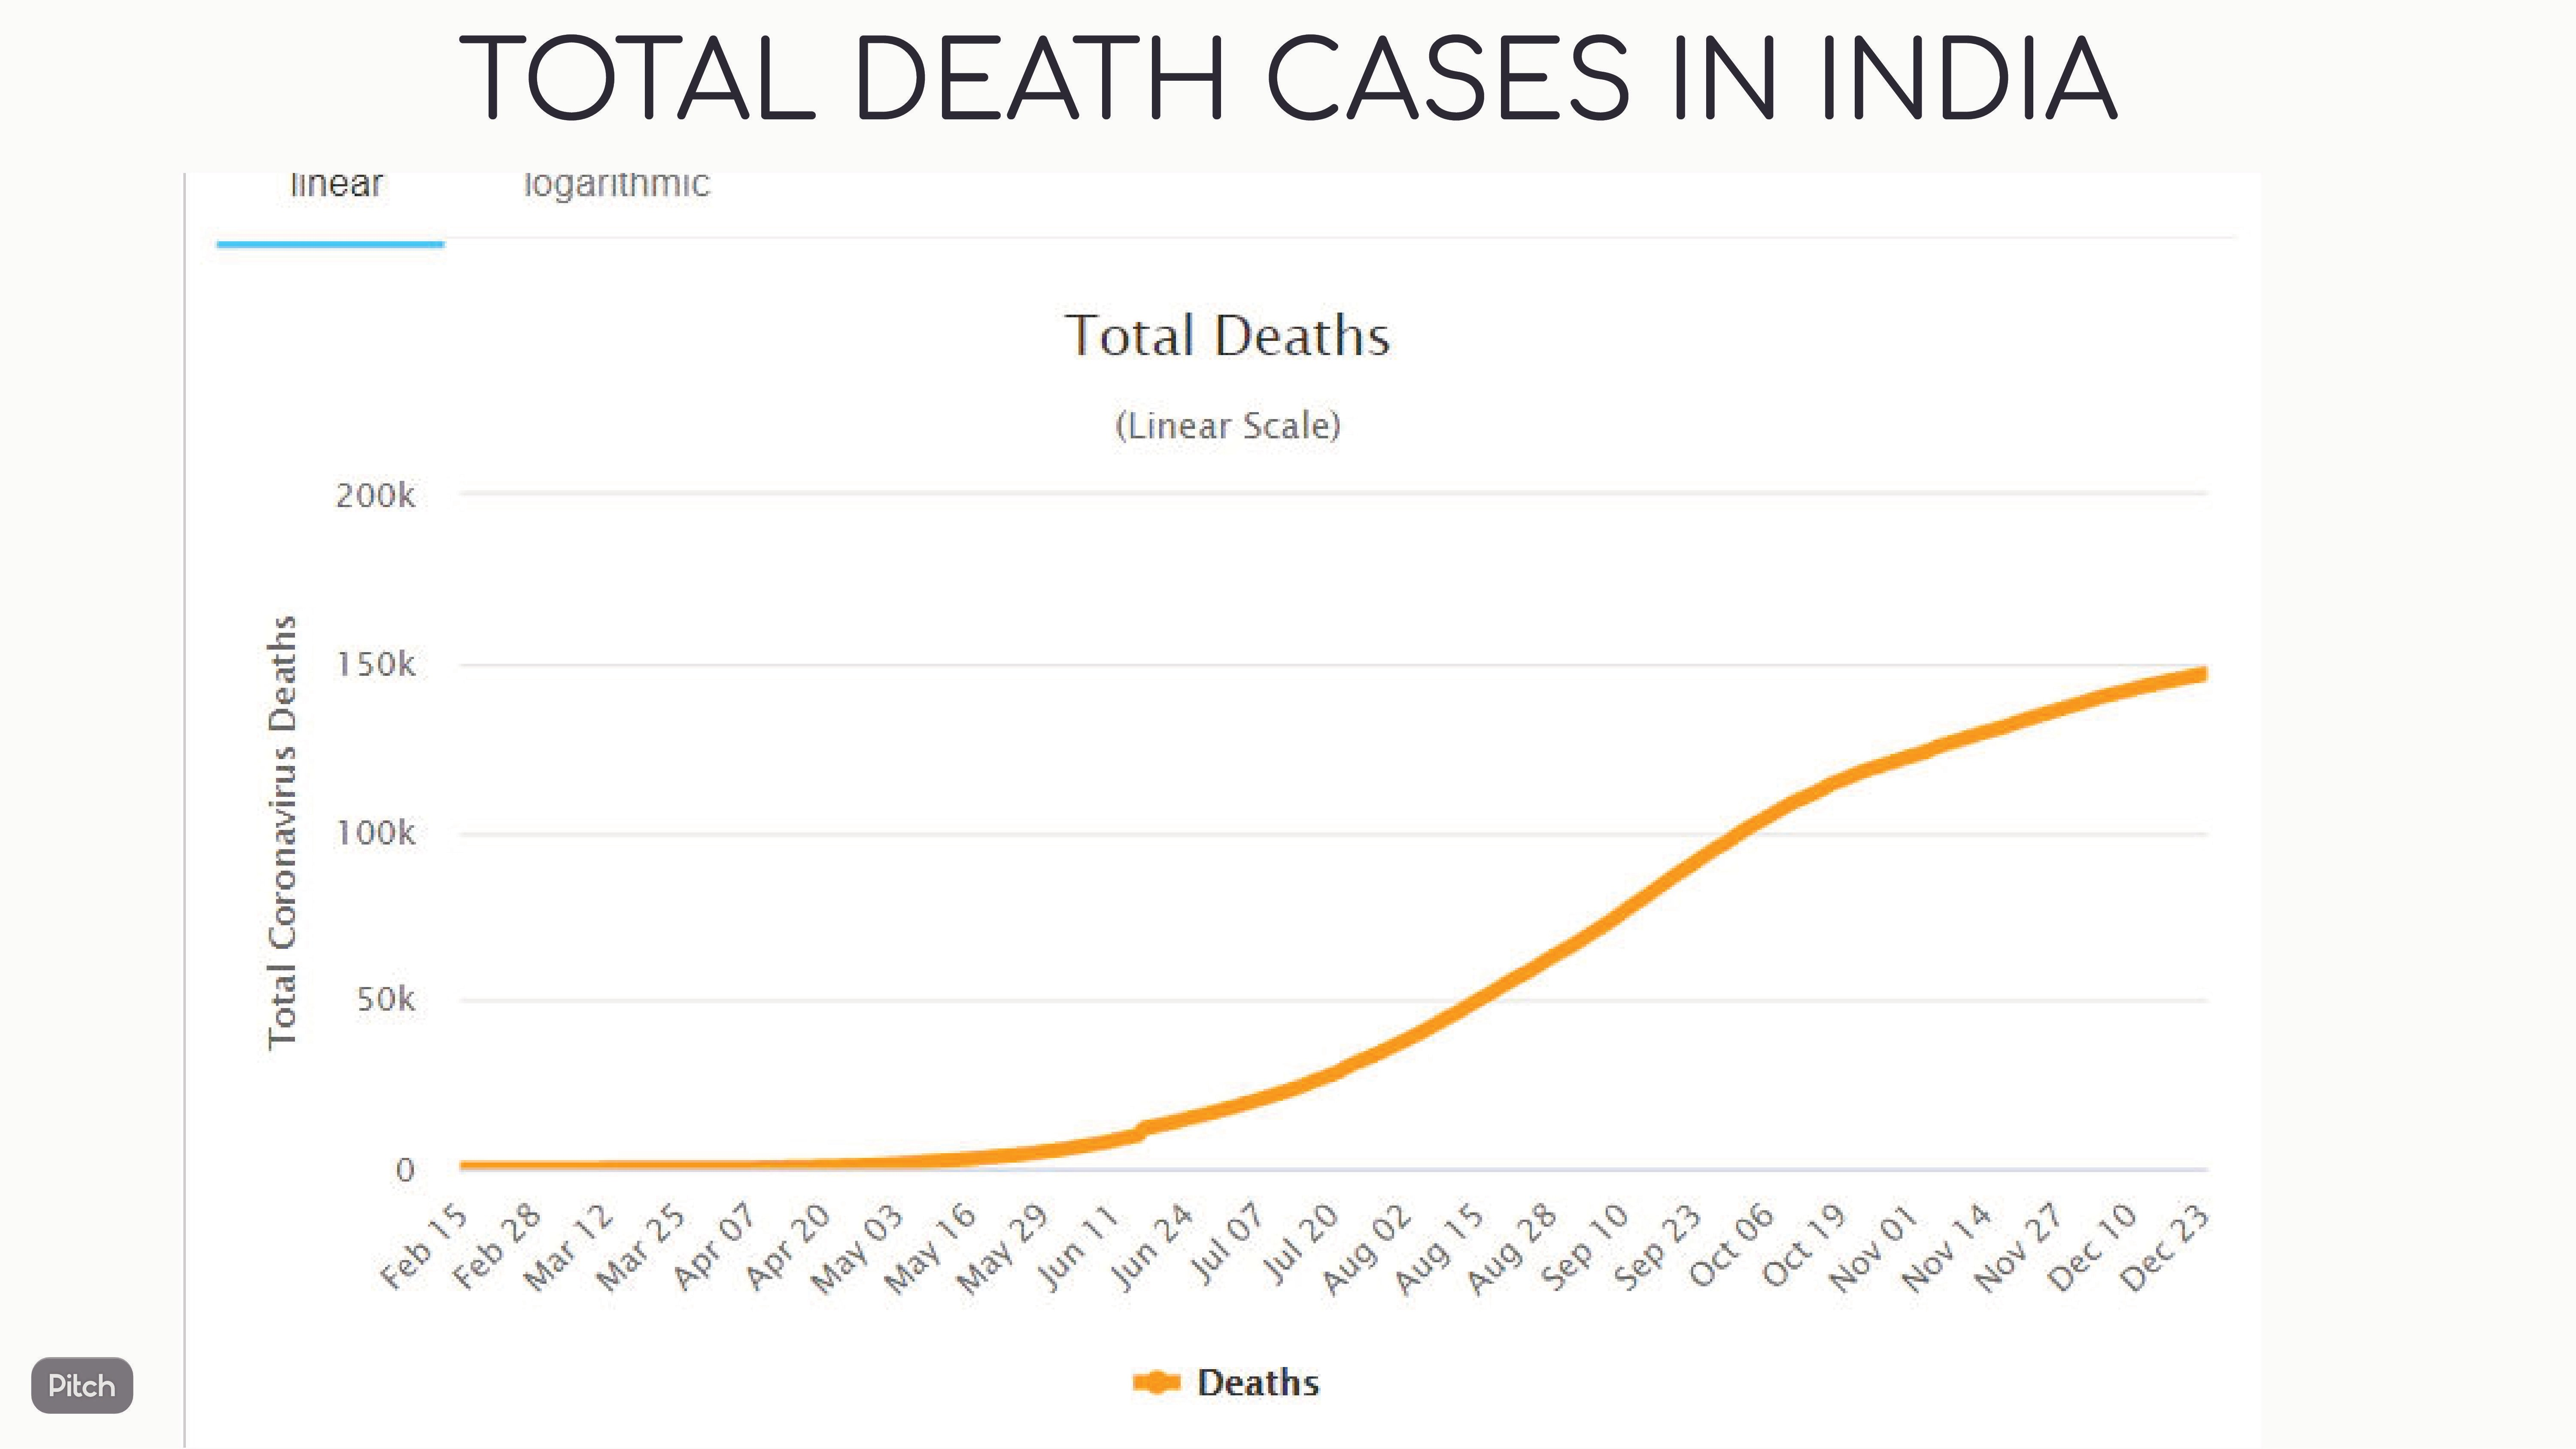 TOTAL DEATH CASES IN INDIA
linear logarithmic
Total Deaths
(Linear Scale)
Total Coronavirus Deaths
200k
150k
100k
50k
0
Feb 15 Feb 28 Mar 12 Mar 25 Apr 07 Apr 20 May 03 May 16 May 29 Jun 11 Jun 24 Jul 07 Jul 20 Aug 02 Aug 15 Aug 28 Sep 10 Sep 23 Oct 06 Oct 19 Nov 01 Nov 14 Nov 27 Dec 10 Dec 23
Deaths
Pitch